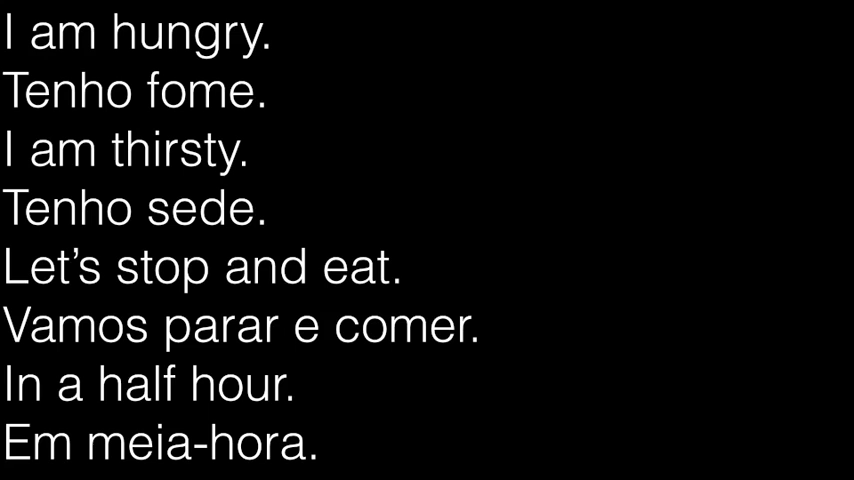 I am hungry.
Tenho fome.
I am thirsty.
Tenho sede.
Let’s stop and eat.
Vamos parar e comer.
In a half hour.
Em meia-hora.